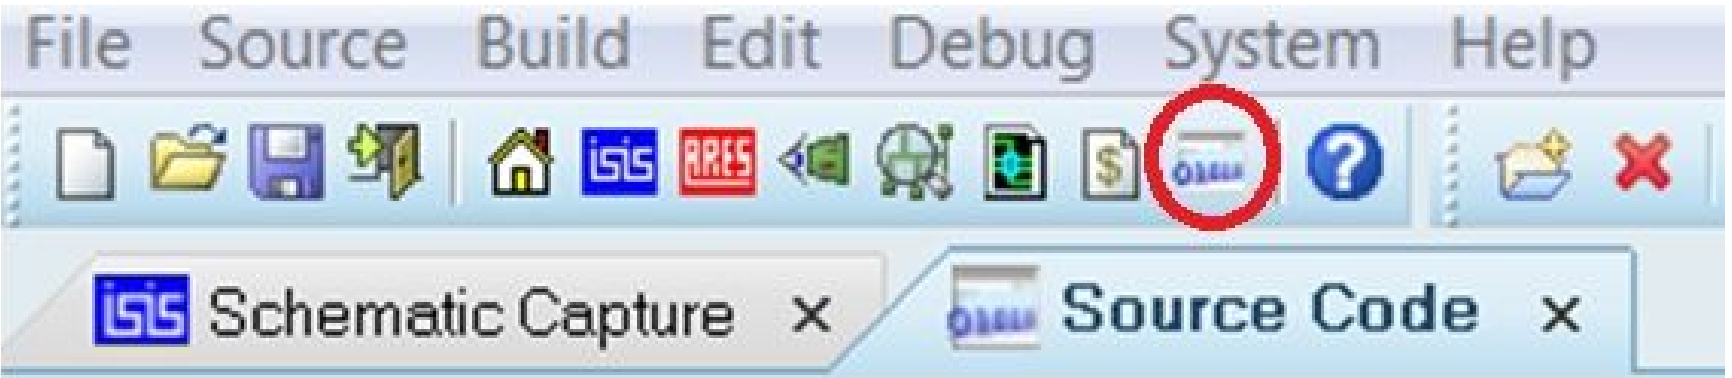 File Source Build Edit Debug System Help
isis ARES $ ?
isis Schematic Capture x Source Code x